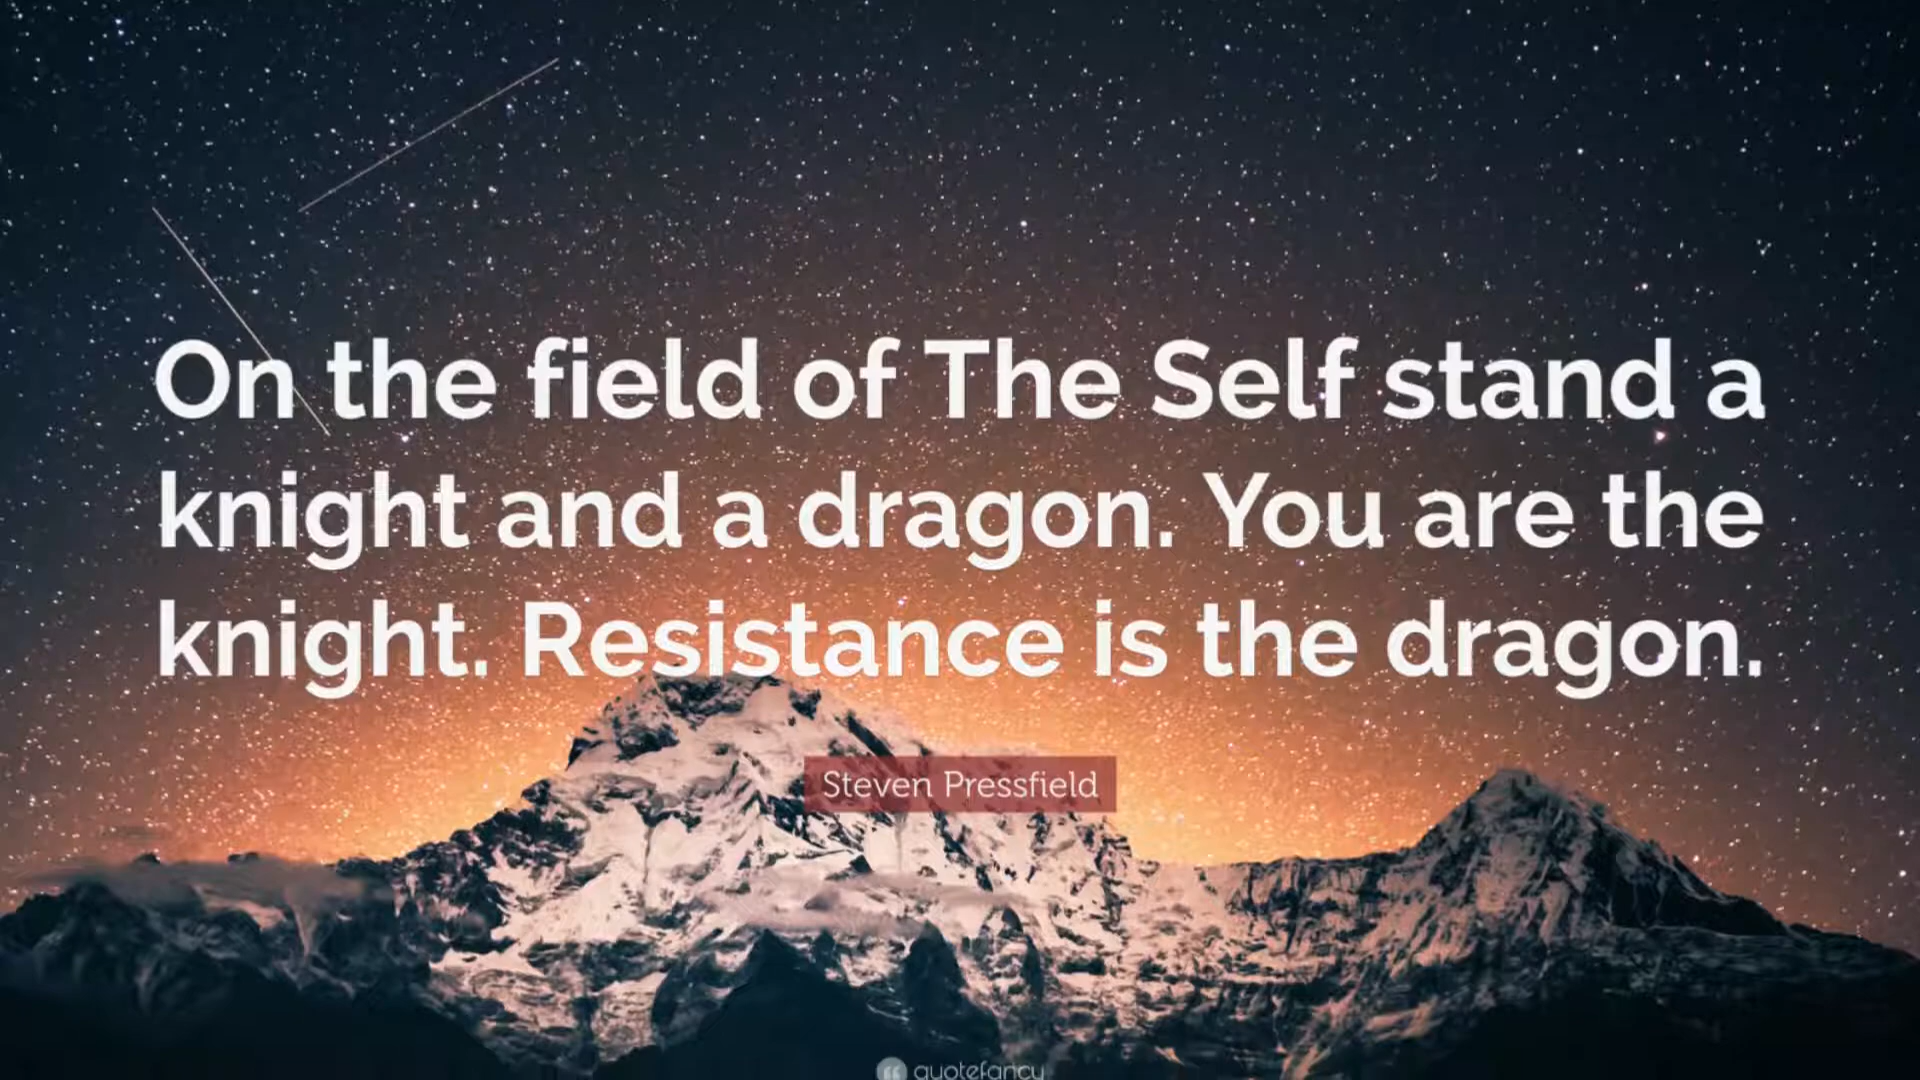 On the field of The Self stand a
knight and a dragon. You are the
knight. Resistance is the dragon.
Steven Pressfield
quotefancy